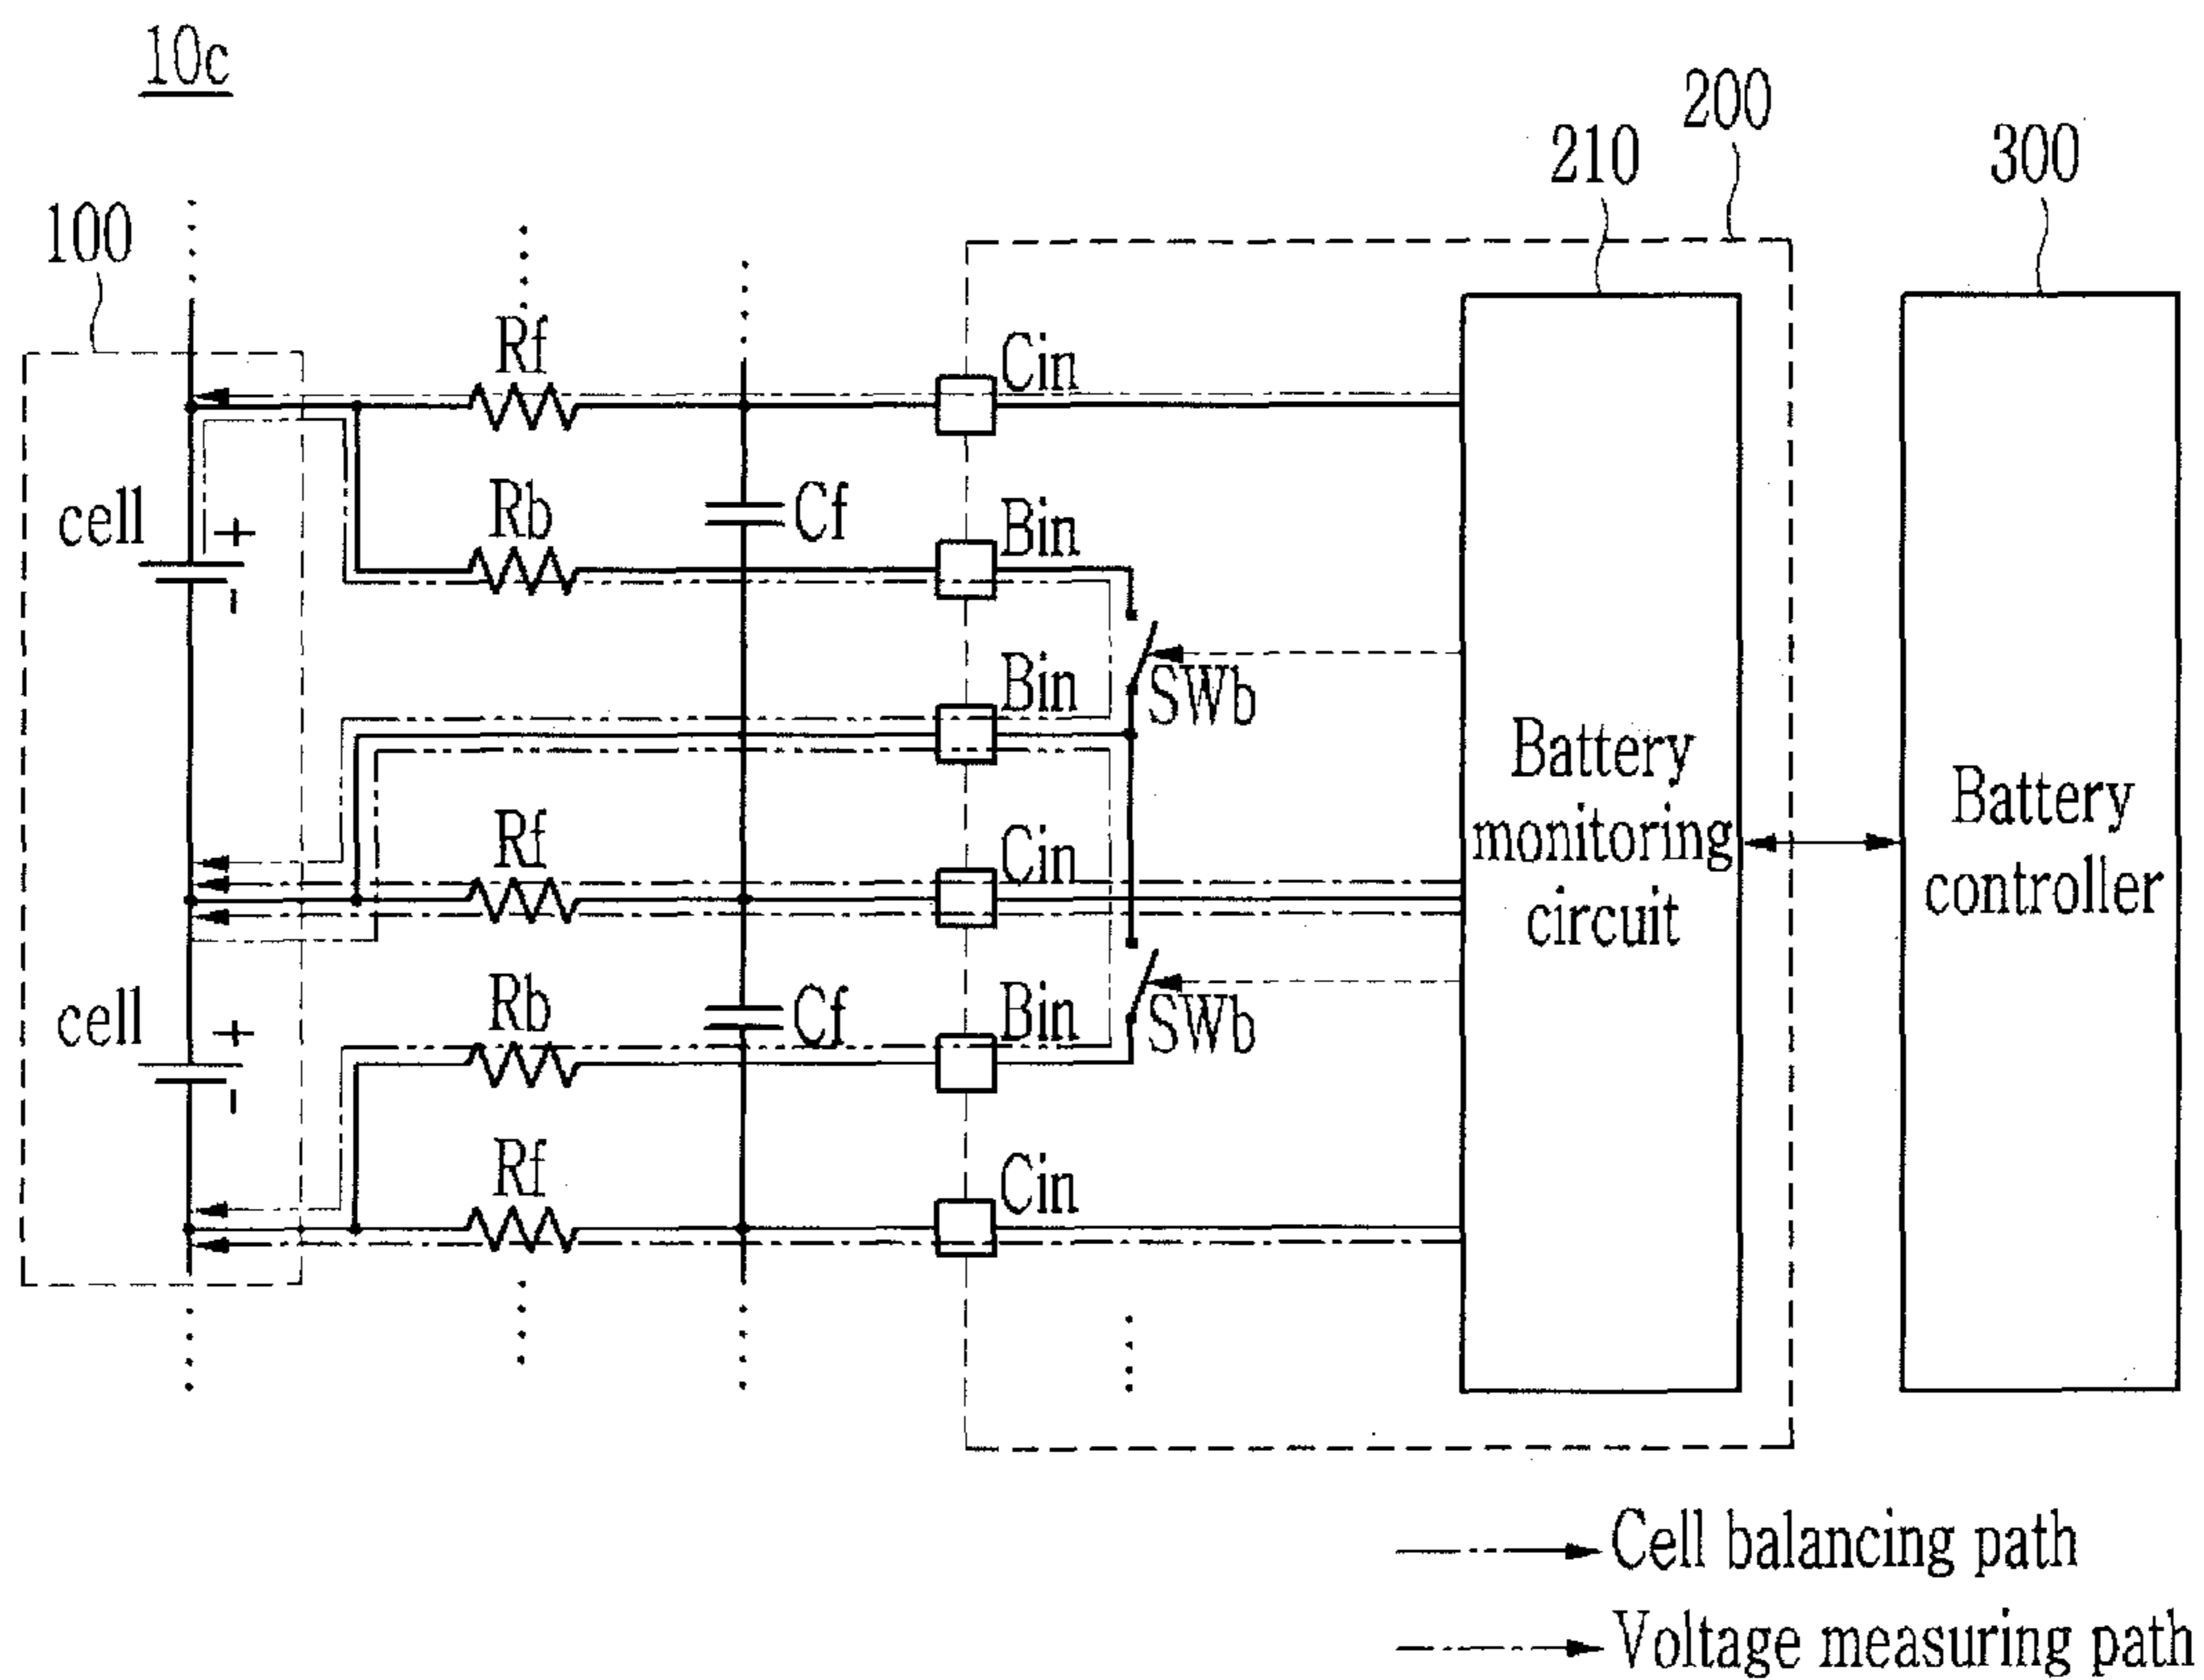 10c
200
210
300
100
Rf
Cin
cell
+
-
Rb
Cf
Bin
Bin
SWb
Battery
monitoring
circuit
Battery
controller
Rf
Cin
cell
+
-
Rb
Cf
Bin
SWb
Rf
Cin
Cell balancing path
Voltage measuring path